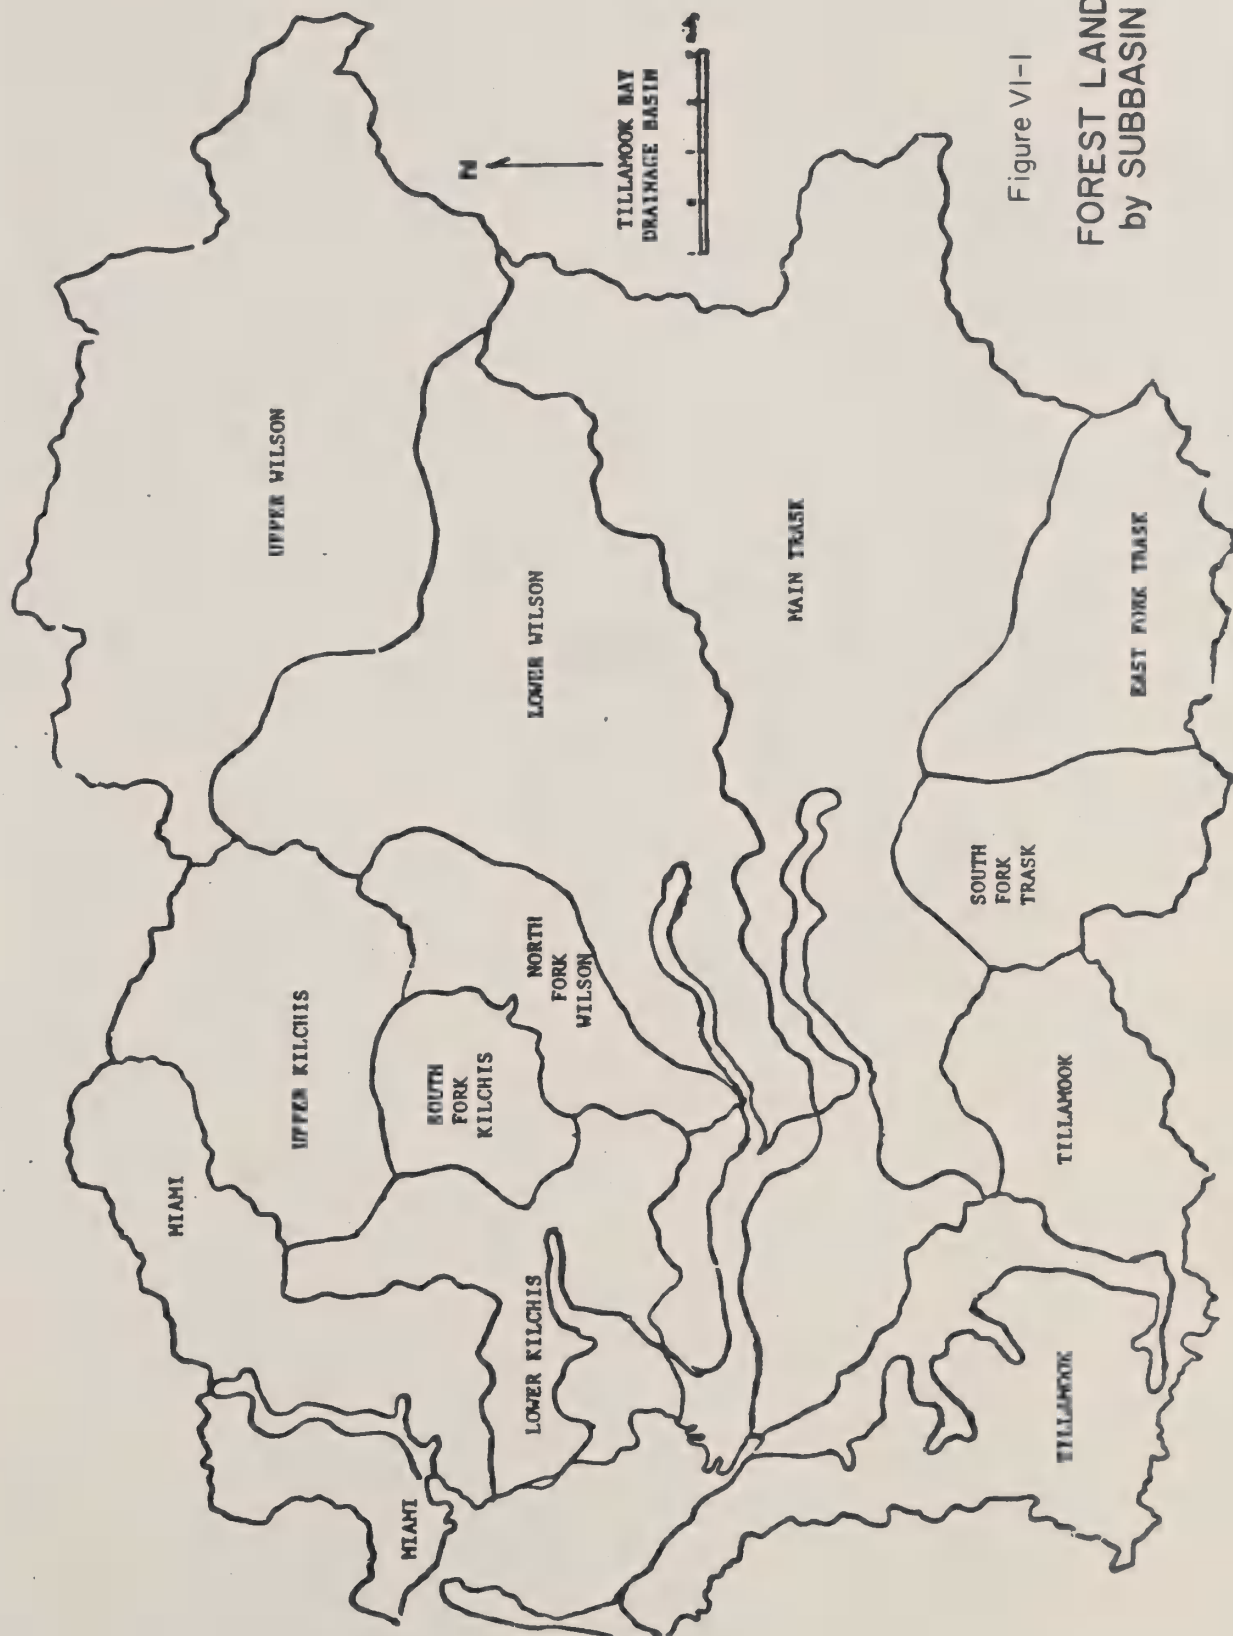 UPPER WILSON
MIAMI
UPPER KILCHIS
MIAMI
SOUTH
FORK
KILCHIS
NORTH
FORK
WILSON
LOWER WILSON
LOWER KILCHIS
N
TILLAMOOK BAY
DRAINAGE BASIN
MAIN TRASK
SOUTH
FORK
TRASK
EAST FORK TRASK
TILLAMOOK
TILLAMOOK
Figure VI-1
FOREST LAND
by SUBBASIN